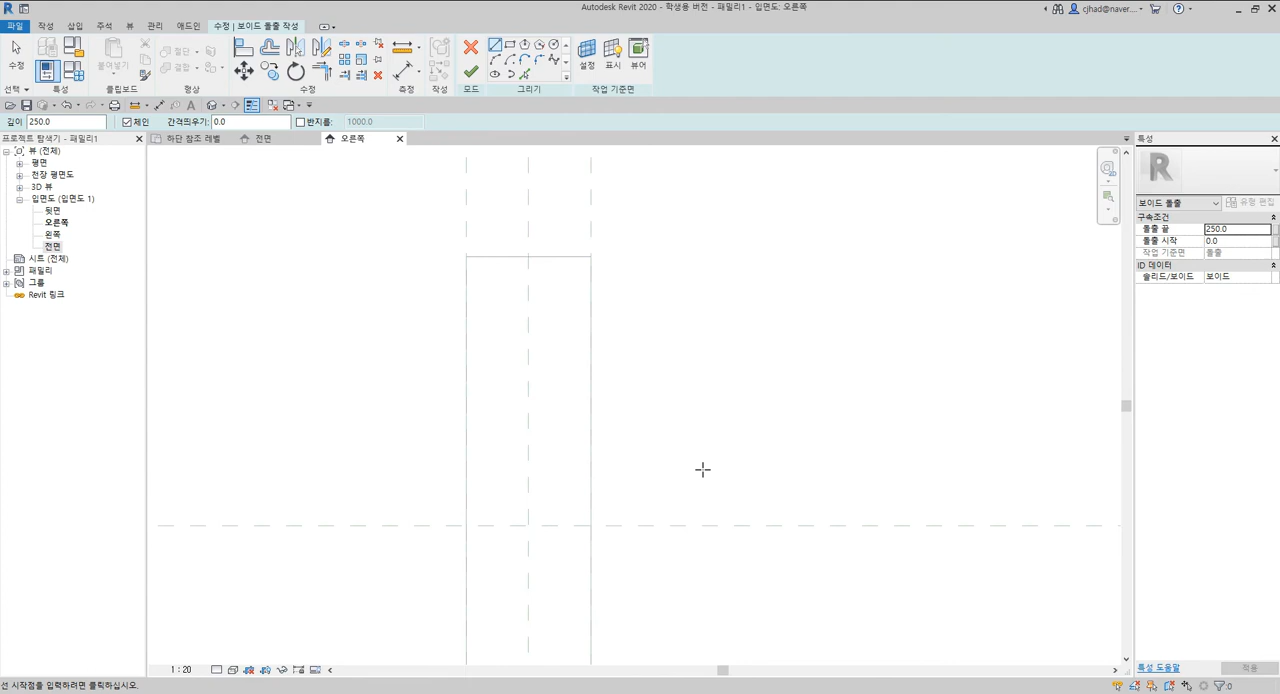 Autodesk Revit 2020 - 학생용 버전 - 패밀리1 - 입면도: 오른쪽
cjhad@naver....
파일 작성 삽입 주석 뷰 관리 애드인 수정 | 보이드 돌출 작성
수정 붙여넣기 절단 결합 설정 표시 뷰어
선택 특성 클립보드 형상 수정 측정 작성 모드 그리기 작업 기준면
깊이 250.0 체인 간격띄우기: 0.0 반지름: 1000.0
프로젝트 탐색기 - 패밀리1
하단 참조 레벨 전면 오른쪽
특성
뷰 (전체)
평면
천장 평면도
3D 뷰
입면도 (입면도 1)
뒷면
오른쪽
왼쪽
전면
시트 (전체)
패밀리
그룹
Revit 링크
R
보이드 돌출 유형 편집
구속조건
돌출 끝 250.0
돌출 시작 0.0
작업 기준면 돌출
ID 데이터
솔리드/보이드 보이드
1 : 20
특성 도움말 적용
선 시작점을 입력하려면 클릭하십시오.
:0